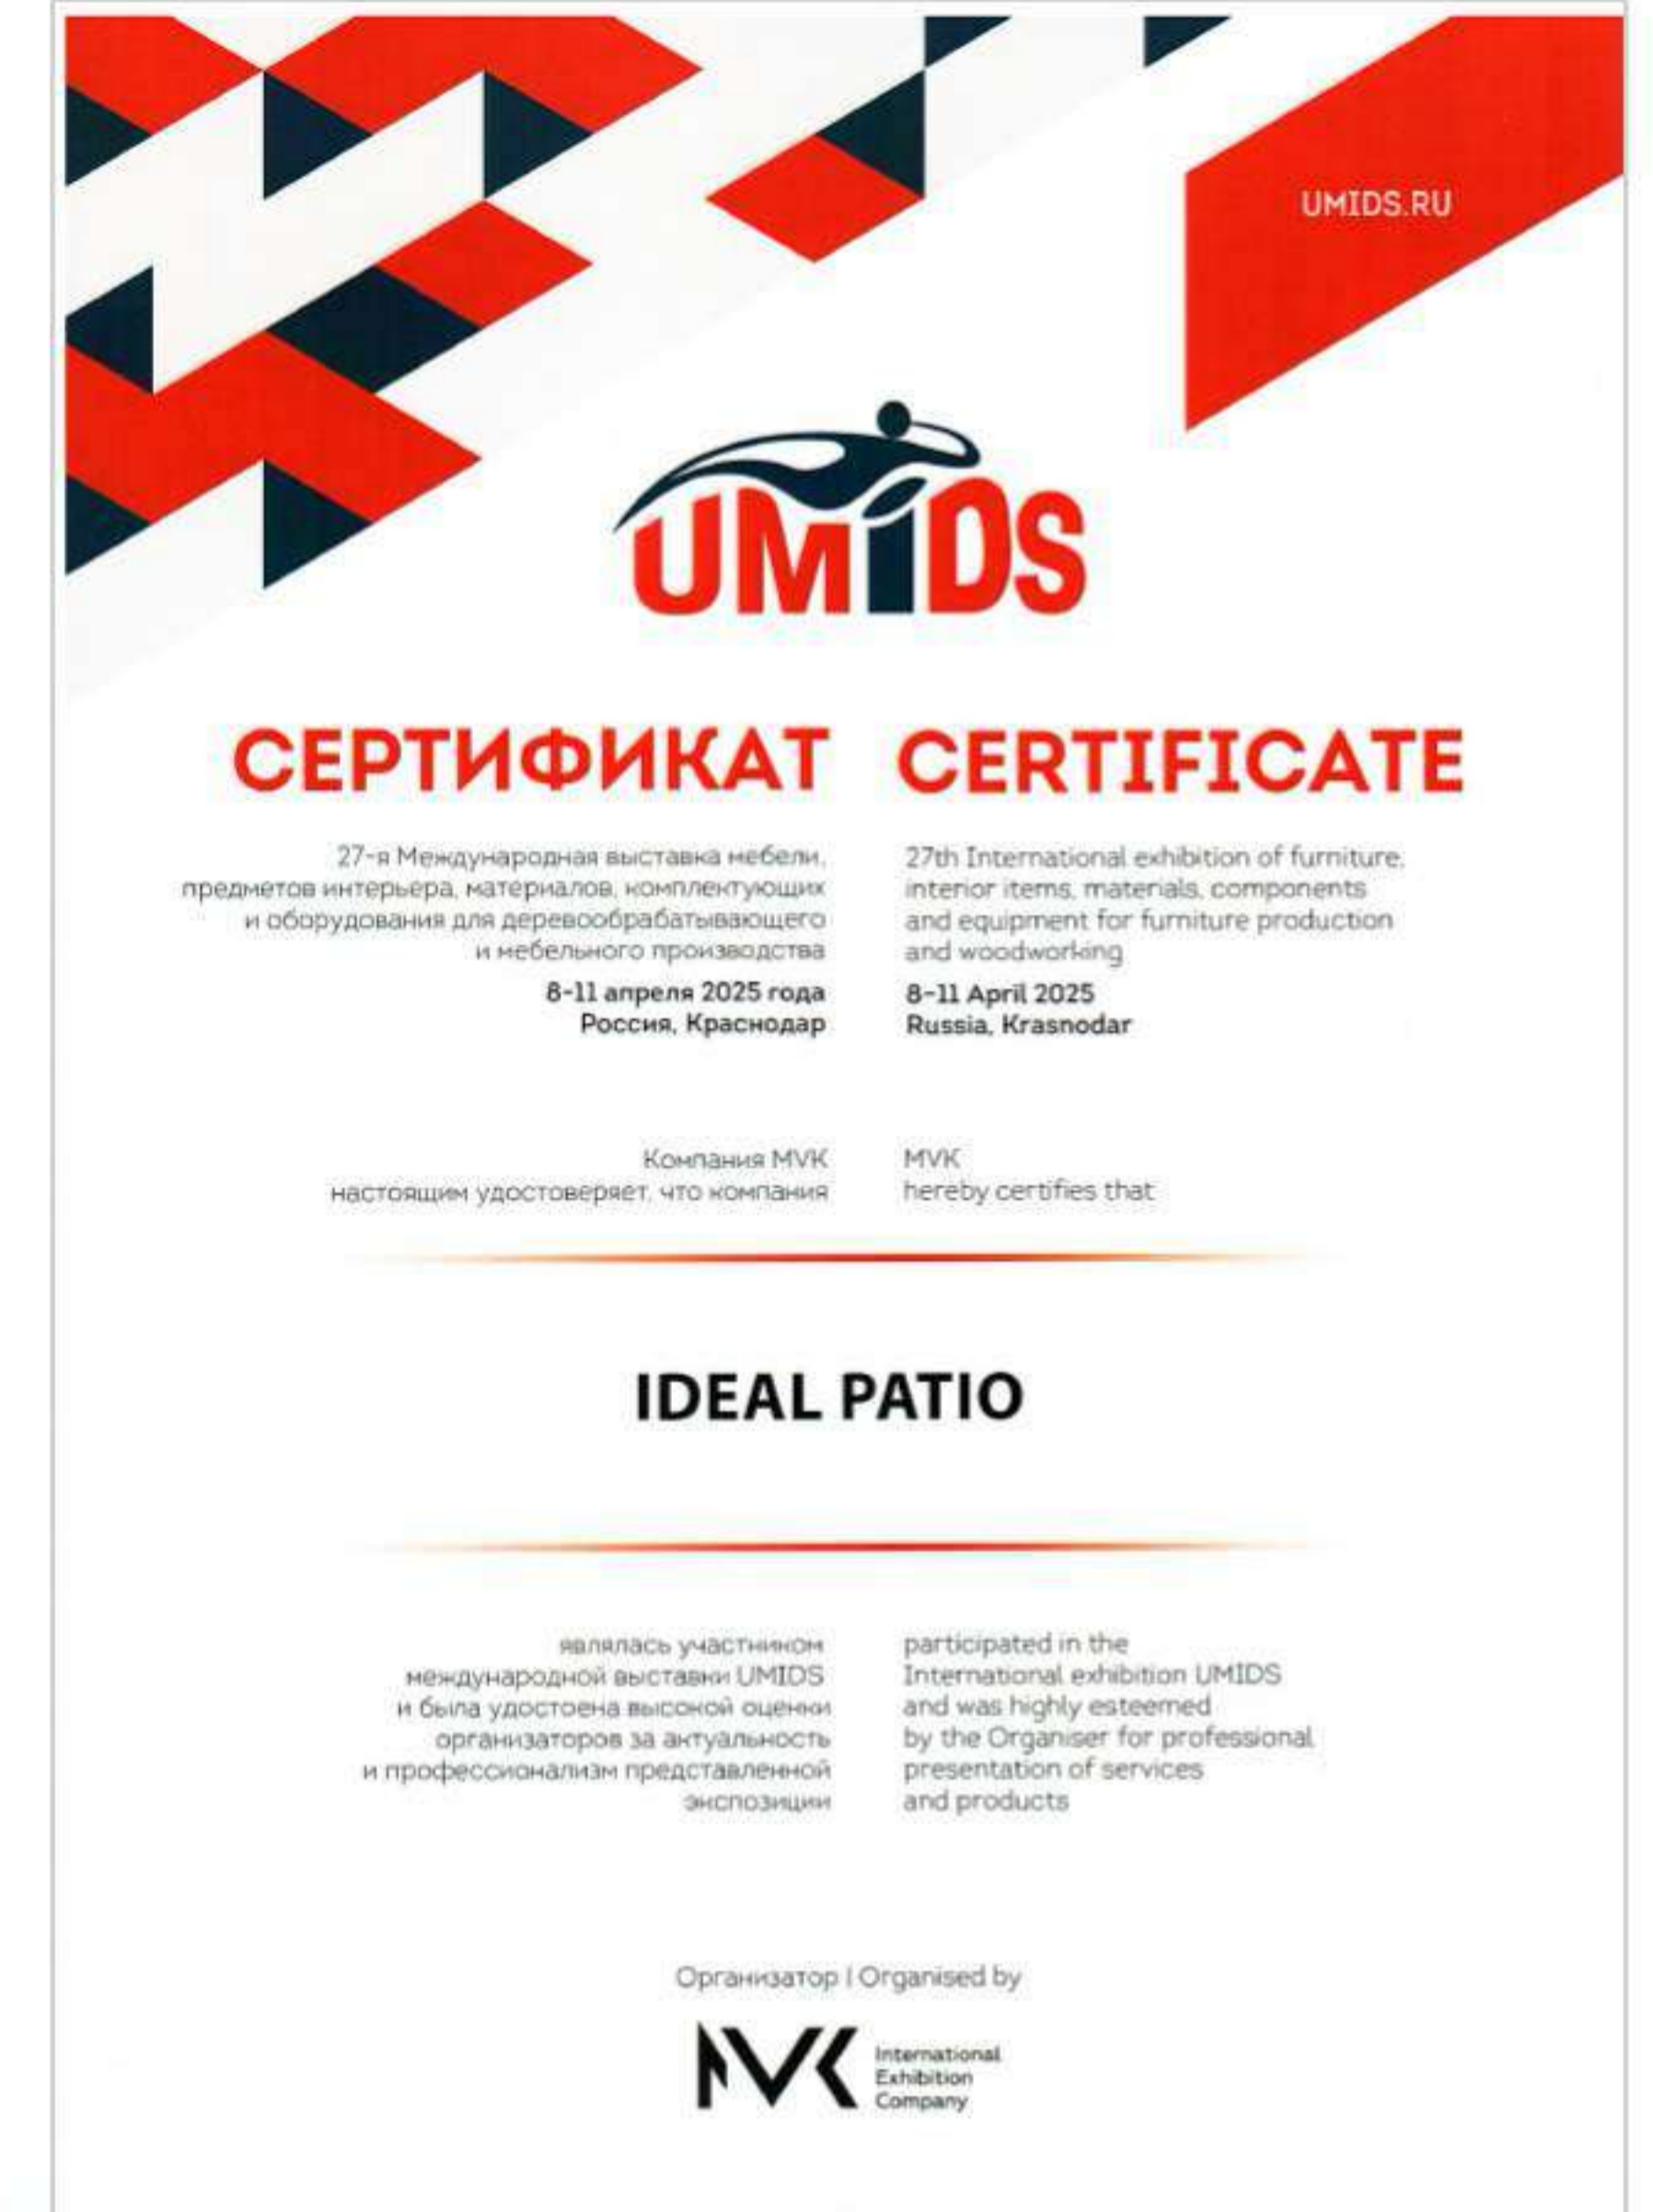 UMIDS.RU
UMIDS
СЕРТИФИКАТ
27-я Международная выставка мебели,
предметов интерьера, материалов, комплектующих
и оборудования для деревообрабатывающего
и мебельного производства
8-11 апреля 2025 года
Россия, Краснодар
CERTIFICATE
27th International exhibition of furniture,
interior items, materials, components
and equipment for furniture production
and woodworking
8-11 April 2025
Russia, Krasnodar
Компания MVK
настоящим удостоверяет, что компания
MVK
hereby certifies that
IDEAL PATIO
являлась участником
международной выставки UMIDS
и была удостоена высокой оценки
организаторов за актуальность
и профессионализм представленной
экспозиции
participated in the
International exhibition UMIDS
and was highly esteemed
by the Organiser for professional
presentation of services
and products
Организатор | Organised by
MVK
International
Exhibition
Company